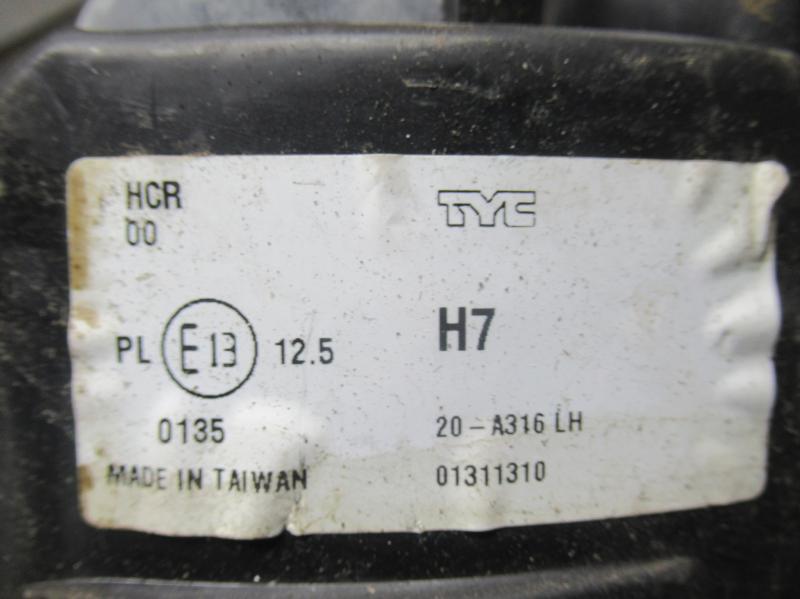 HCR
00
TYC
PL E13 12.5
H7
0135
20-A316 LH
MADE IN TAIWAN
01311310